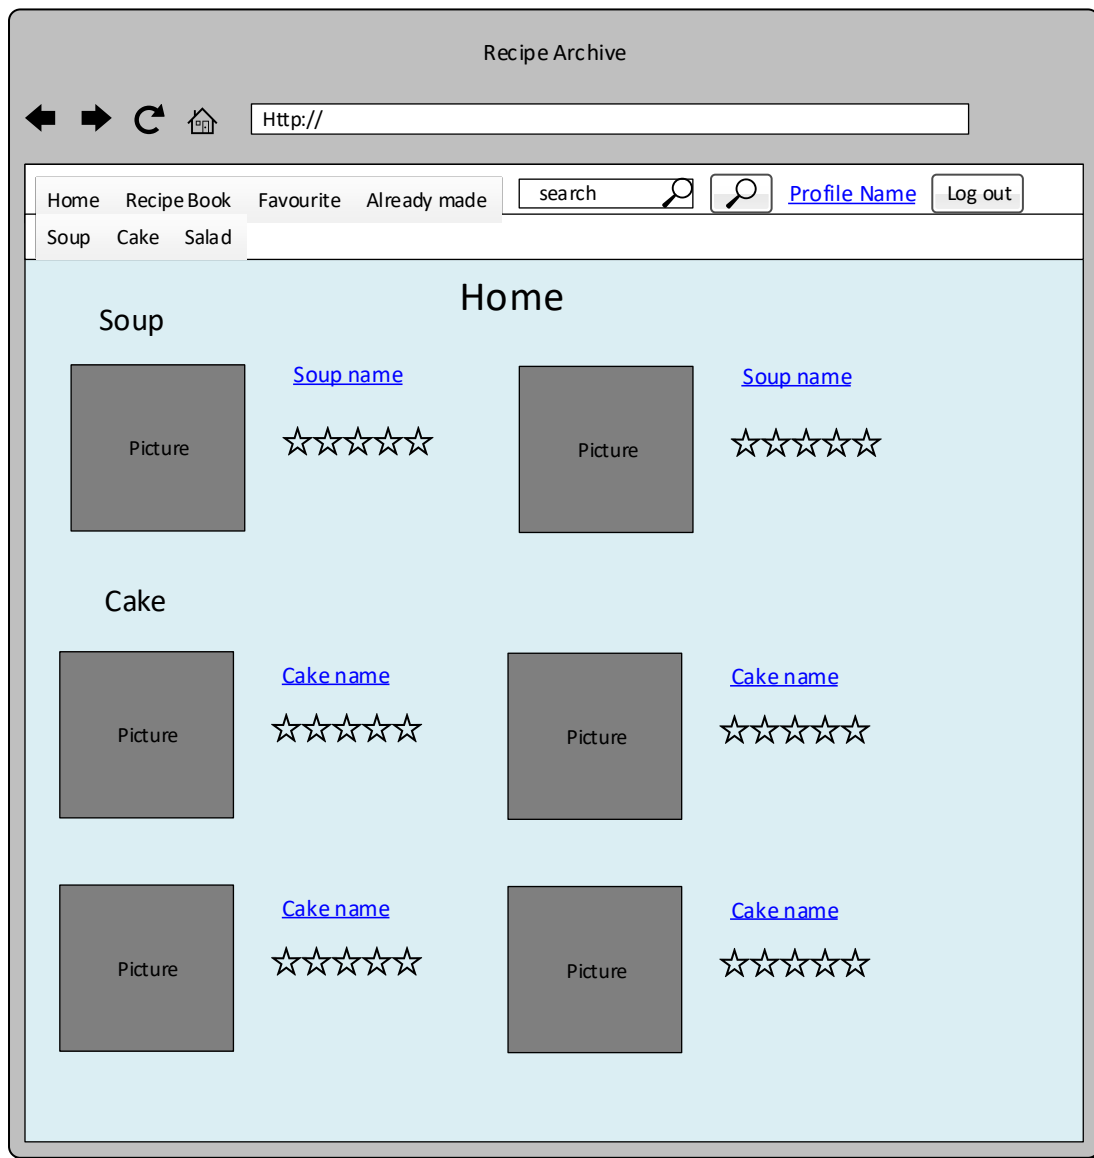 Recipe Archive
Http://
Home Recipe Book Favourite Already made search Profile Name Log out
Soup Cake Salad
Home
Soup
Soup name Soup name
Picture Picture
Cake
Cake name Cake name
Picture Picture
Cake name Cake name
Picture Picture